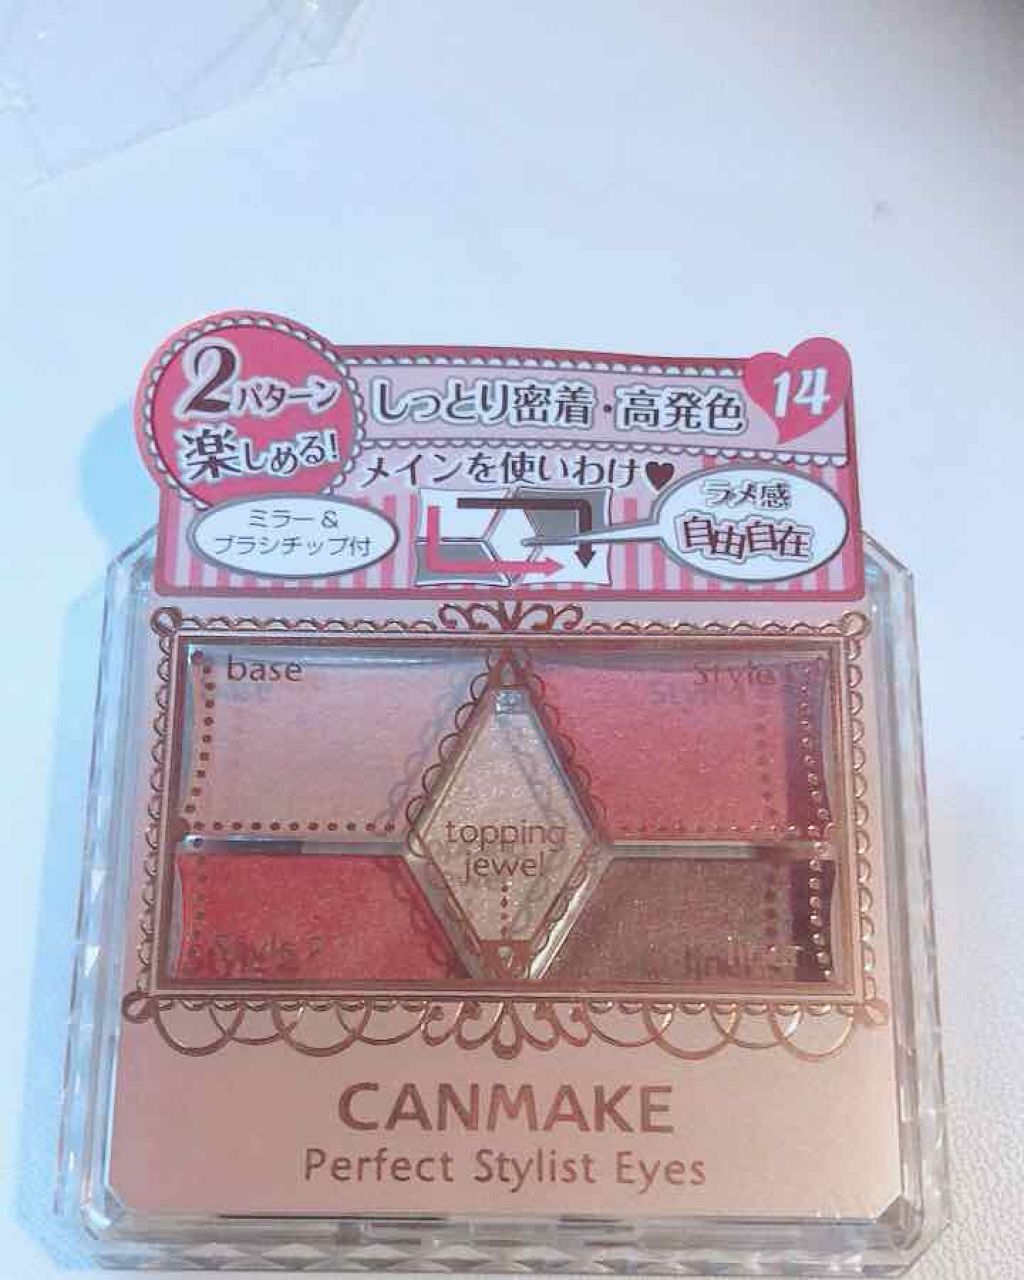 2パターン
楽しめる!
しっとり密着・高発色
14
メインを使いわけ♥
ミラー&
ブラシチップ付
ラメ感
自由自在
base
Style
topping
jewel
Style 2
CANMAKE
Perfect Stylist Eyes